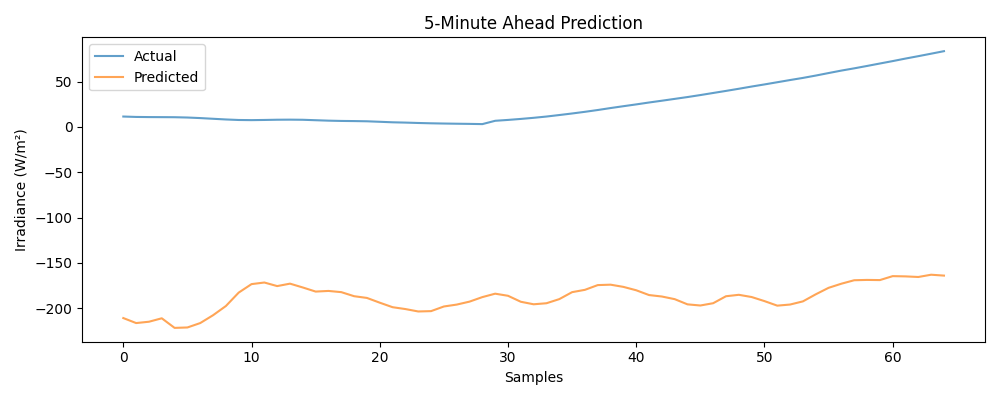 5-Minute Ahead Prediction
Actual
Predicted
Irradiance (W/m²)
50
0
−50
−100
−150
−200
0 10 20 30 40 50 60
Samples